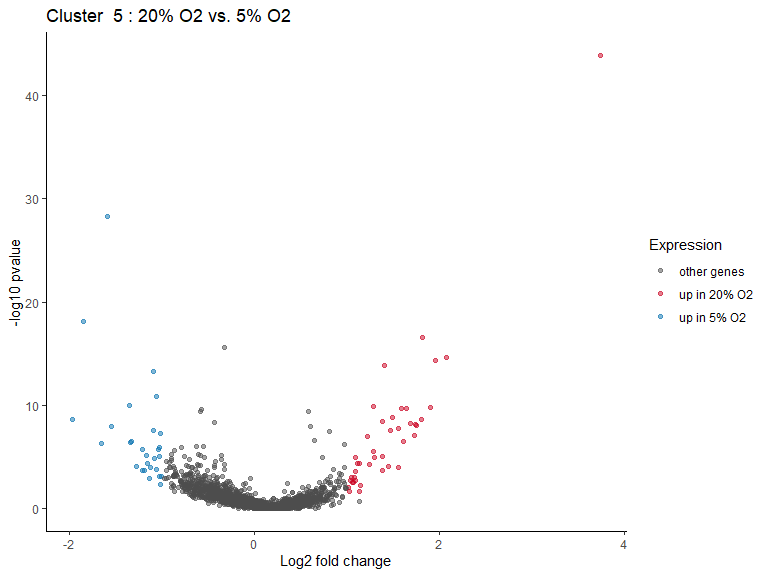 Cluster  5 : 20% O2 vs. 5% O2
40
30
20
10
0
-log10 pvalue
-2
0
2
4
Log2 fold change
Expression
other genes
up in 20% O2
up in 5% O2